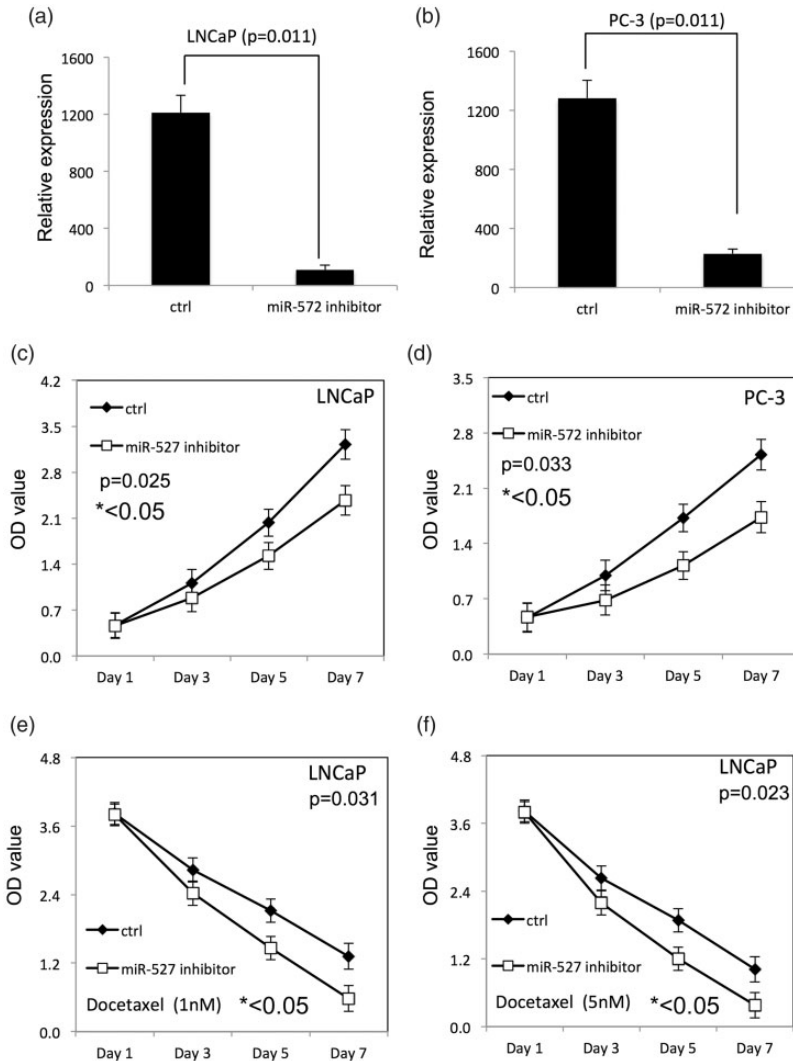 (a)
LNCaP (p=0.011)
Relative expression
1600
1200
800
400
0
ctrl
miR-572 inhibitor
(b)
PC-3 (p=0.011)
Relative expression
1600
1200
800
400
0
ctrl
miR-572 inhibitor
(c)
LNCaP
OD value
4.2
3.5
2.8
2.1
1.4
0.7
0.0
ctrl
miR-527 inhibitor
p=0.025
*<0.05
Day 1
Day 3
Day 5
Day 7
(d)
PC-3
OD value
3.5
2.8
2.1
1.4
0.7
0.0
ctrl
miR-572 inhibitor
p=0.033
*<0.05
Day 1
Day 3
Day 5
Day 7
(e)
LNCaP
p=0.031
OD value
4.8
3.6
2.4
1.2
0.0
ctrl
miR-527 inhibitor
Docetaxel (1nM) *<0.05
Day 1
Day 3
Day 5
Day 7
(f)
LNCaP
p=0.023
OD value
4.8
3.6
2.4
1.2
0.0
ctrl
miR-527 inhibitor
Docetaxel (5nM) *<0.05
Day 1
Day 3
Day 5
Day 7